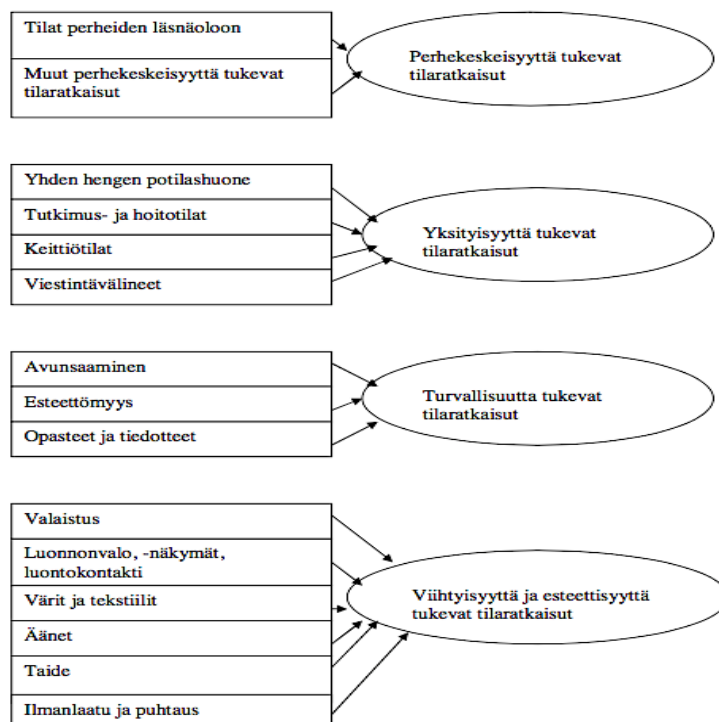 Tilat perheiden läsnäoloon
Muut perhekeskeisyyttä tukevat
tilaratkaisut
Perhekeskeisyyttä tukevat
tilaratkaisut
Yhden hengen potilashuone
Tutkimus- ja hoitotilat
Keittiötilat
Viestintävälineet
Yksityisyyttä tukevat
tilaratkaisut
Avunsaaminen
Esteettömyys
Opasteet ja tiedotteet
Turvallisuutta tukevat
tilaratkaisut
Valaistus
Luonnonvalo, -näkymät,
luontokontakti
Värit ja tekstiilit
Äänet
Taide
Ilmanlaatu ja puhtaus
Viihtyisyyttä ja esteettisyyttä
tukevat tilaratkaisut